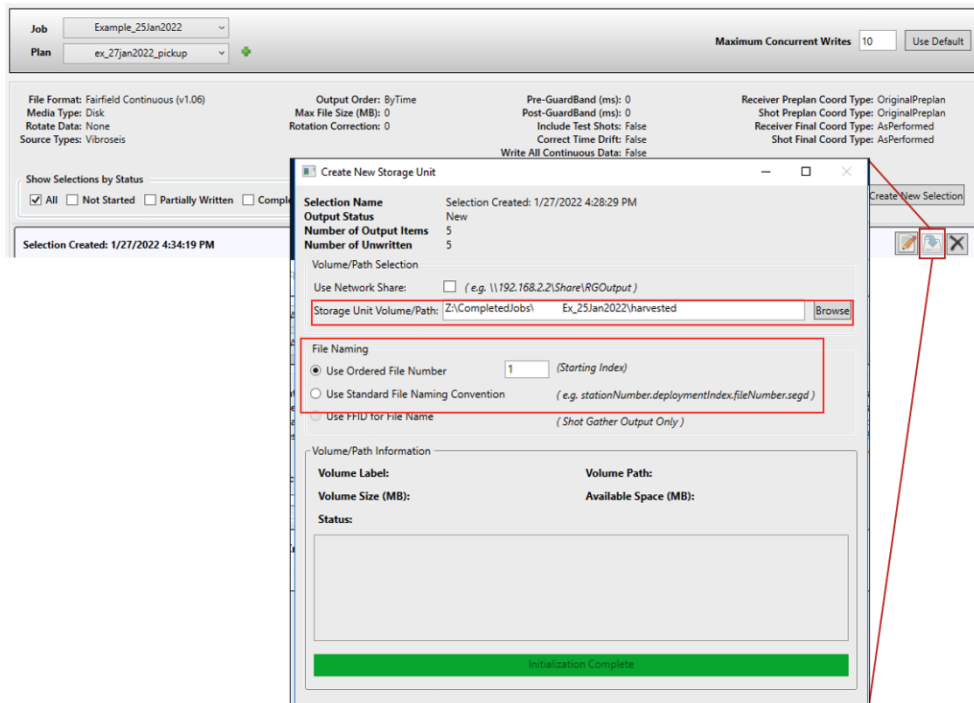 Job Example_25Jan2022
Plan ex_27jan2022_pickup
Maximum Concurrent Writes 10 Use Default
File Format: Fairfield Continuous (v1.06)
Media Type: Disk
Rotate Data: None
Source Types: Vibroseis
Output Order: ByTime
Max File Size (MB): 0
Rotation Correction: 0
Pre-GuardBand (ms): 0
Post-GuardBand (ms): 0
Include Test Shots: False
Correct Time Drift: False
Write All Continuous Data: False
Receiver Preplan Coord Type: OriginalPreplan
Shot Preplan Coord Type: OriginalPreplan
Receiver Final Coord Type: AsPerformed
Shot Final Coord Type: AsPerformed
Show Selections by Status
All Not Started Partially Written Comple
Create New Selection
Selection Created: 1/27/2022 4:34:19 PM
Create New Storage Unit
Selection Name Selection Created: 1/27/2022 4:28:29 PM
Output Status New
Number of Output Items 5
Number of Unwritten 5
Volume/Path Selection
Use Network Share: ( e.g. \\192.168.2.2\Share\RGOutput )
Storage Unit Volume/Path: Z:\CompletedJobs\ Ex_25Jan2022\harvested Browse
File Naming
Use Ordered File Number 1 (Starting Index)
Use Standard File Naming Convention ( e.g. stationNumber.deploymentIndex.fileNumber.segd )
Use FFID for File Name ( Shot Gather Output Only )
Volume/Path Information
Volume Label: Volume Path:
Volume Size (MB): Available Space (MB):
Status:
Initialization Complete